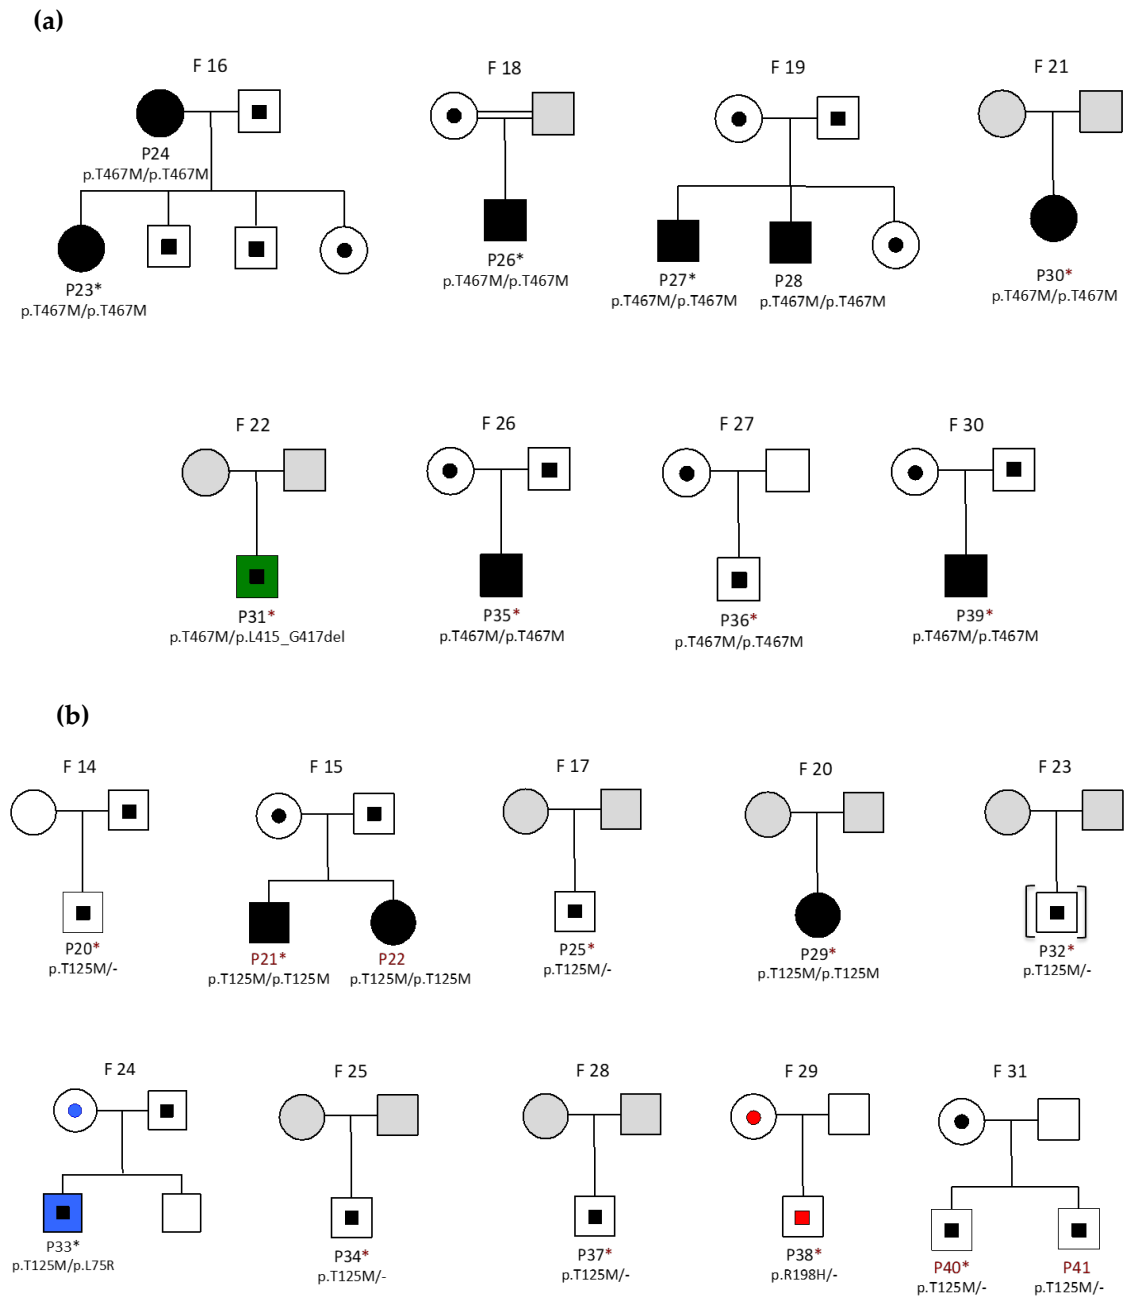 (a)
F 16
F 18
F 19
F 21
P24
p.T467M/p.T467M
P23*
p.T467M/p.T467M
P26*
p.T467M/p.T467M
P27*
p.T467M/p.T467M
P28
p.T467M/p.T467M
P30*
p.T467M/p.T467M
F 22
F 26
F 27
F 30
P31*
p.T467M/p.L415_G417del
P35*
p.T467M/p.T467M
P36*
p.T467M/p.T467M
P39*
p.T467M/p.T467M
(b)
F 14
F 15
F 17
F 20
F 23
P20*
p.T125M/-
P21*
p.T125M/p.T125M
P22
p.T125M/p.T125M
P25*
p.T125M/-
P29*
p.T125M/p.T125M
P32*
p.T125M/-
F 24
F 25
F 28
F 29
F 31
P33*
p.T125M/p.L75R
P34*
p.T125M/-
P37*
p.T125M/-
P38*
p.R198H/-
P40*
p.T125M/-
P41
p.T125M/-